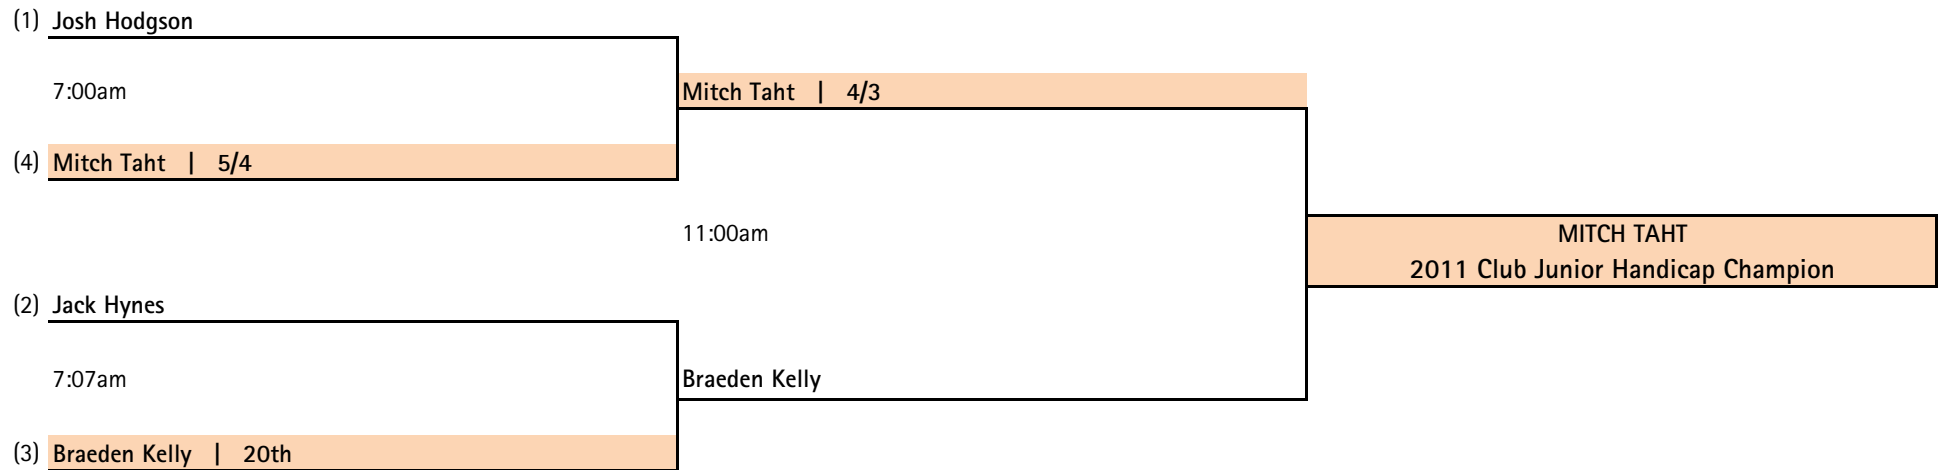 (1) Josh Hodgson
7:00am
Mitch Taht | 4/3
(4) Mitch Taht | 5/4
11:00am
MITCH TAHT
2011 Club Junior Handicap Champion
(2) Jack Hynes
7:07am
Braeden Kelly
(3) Braeden Kelly | 20th